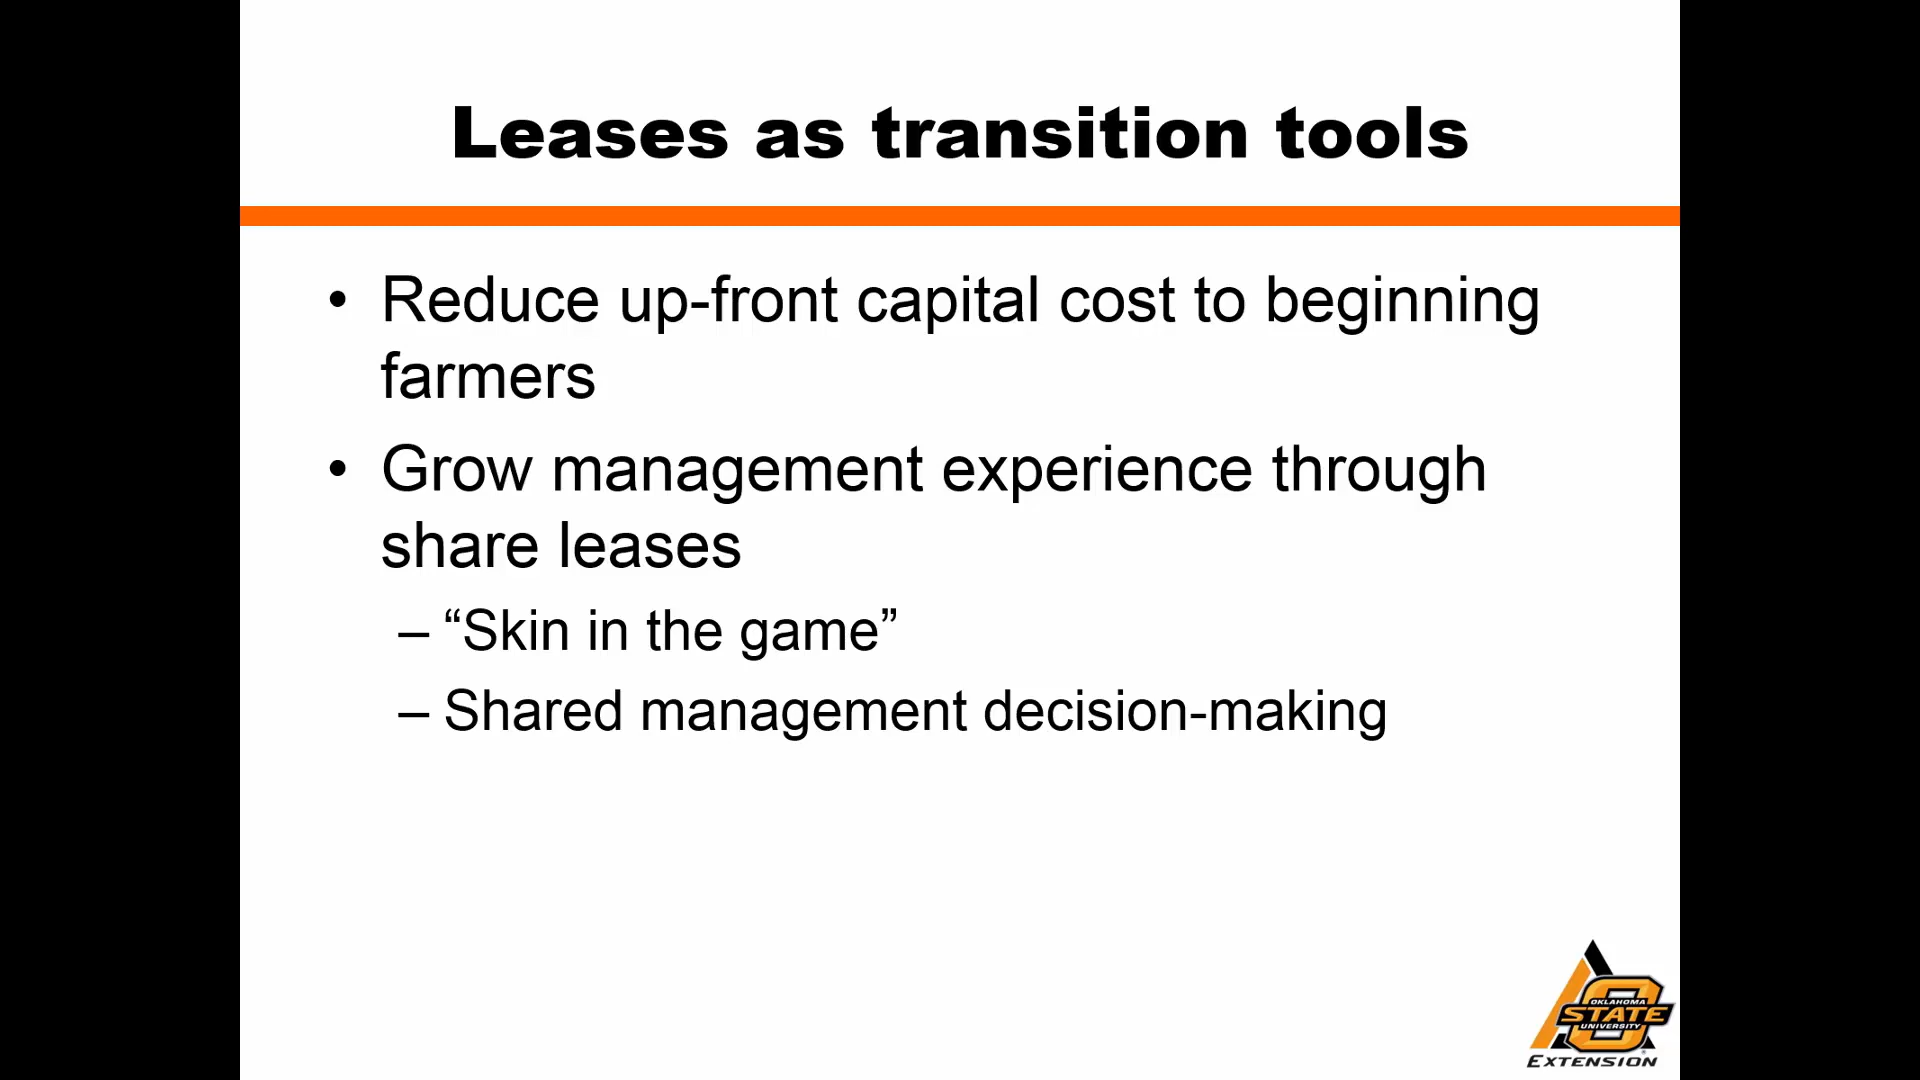 Leases as transition tools
• Reduce up-front capital cost to beginning
farmers
• Grow management experience through
share leases
– “Skin in the game”
– Shared management decision-making
OKLAHOMA
STATE
UNIVERSITY
EXTENSION